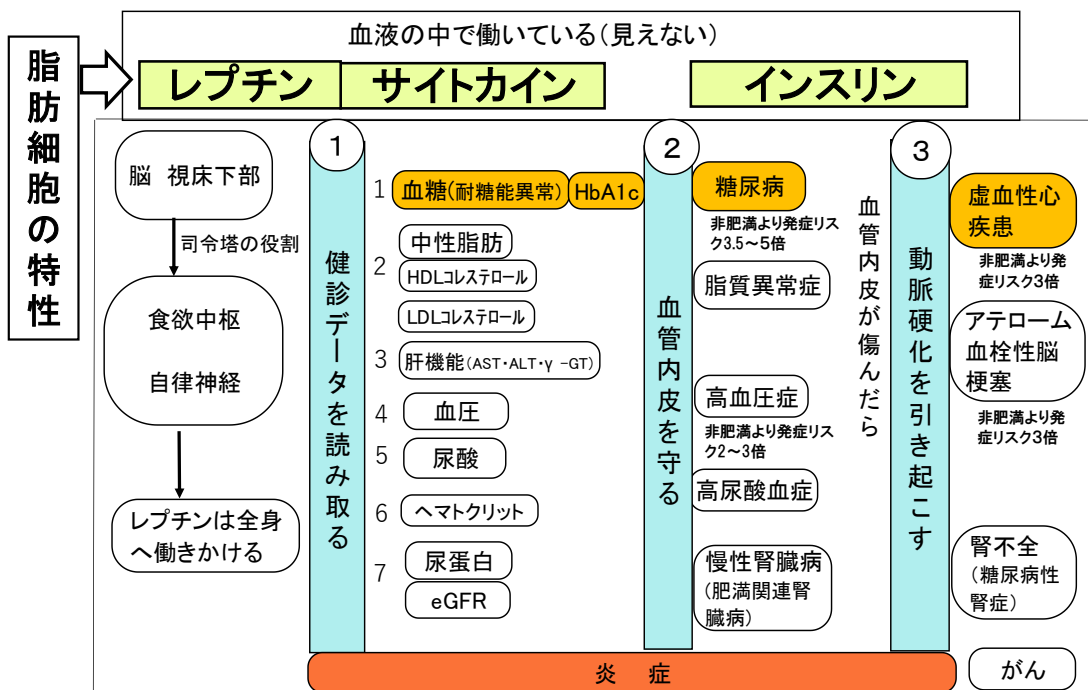 脂肪細胞の特性
血液の中で働いている(見えない)
レプチン
サイトカイン
インスリン
脳 視床下部
司令塔の役割
食欲中枢
自律神経
レプチンは全身
へ働きかける
①
健診データを読み取る
1
血糖(耐糖能異常)
HbA1c
2
中性脂肪
HDLコレステロール
LDLコレステロール
3
肝機能(AST・ALT・γ-GT)
4
血圧
5
尿酸
6
ヘマトクリット
7
尿蛋白
eGFR
②
血管内皮を守る
糖尿病
非肥満より発症リス
ク3.5～5倍
脂質異常症
高血圧症
非肥満より発症リス
ク2～3倍
高尿酸血症
慢性腎臓病
(肥満関連腎
臓病)
血管内皮が傷んだら
③
動脈硬化を引き起こす
虚血性心
疾患
非肥満より発
症リスク3倍
アテローム
血栓性脳
梗塞
非肥満より発
症リスク3倍
腎不全
(糖尿病性
腎症)
がん
炎 症